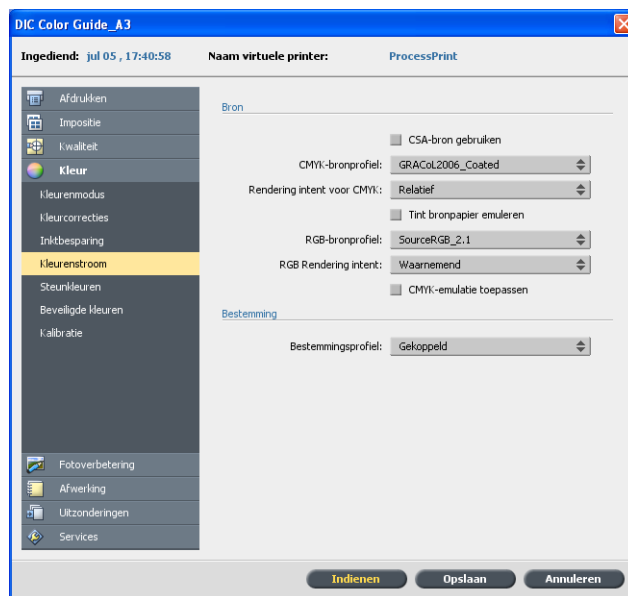 DIC Color Guide_A3
Ingediend: jul 05 , 17:40:58 Naam virtuele printer: ProcessPrint
Afdrukken
Impositie
Kwaliteit
Kleur
Kleurenmodus
Kleurcorrecties
Inktbesparing
Kleurenstroom
Steunkleuren
Beveiligde kleuren
Kalibratie
Fotoverbetering
Afwerking
Uitzonderingen
Services
Bron
CSA-bron gebruiken
CMYK-bronprofiel: GRACoL2006_Coated
Rendering intent voor CMYK: Relatief
Tint bronpapier emuleren
RGB-bronprofiel: SourceRGB_2.1
RGB Rendering intent: Waarnemend
CMYK-emulatie toepassen
Bestemming
Bestemmingsprofiel: Gekoppeld
Indienen Opslaan Annuleren